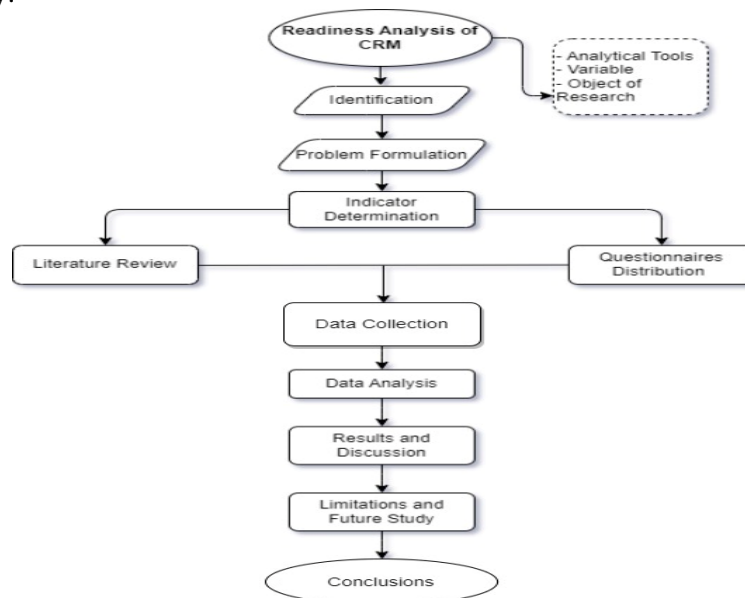 y.
Readiness Analysis of
CRM
- Analytical Tools
- Variable
- Object of
Research
Identification
Problem Formulation
Indicator
Determination
Literature Review
Questionnaires
Distribution
Data Collection
Data Analysis
Results and
Discussion
Limitations and
Future Study
Conclusions